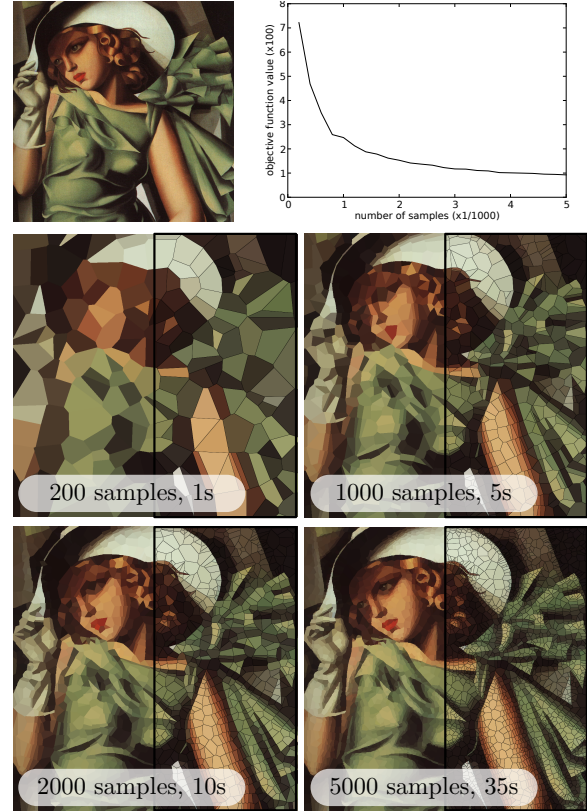 objective function value (x100)
8
7
6
5
4
3
2
1
0
0 1 2 3 4 5
number of samples (x1/1000)
200 samples, 1s
1000 samples, 5s
2000 samples, 10s
5000 samples, 35s